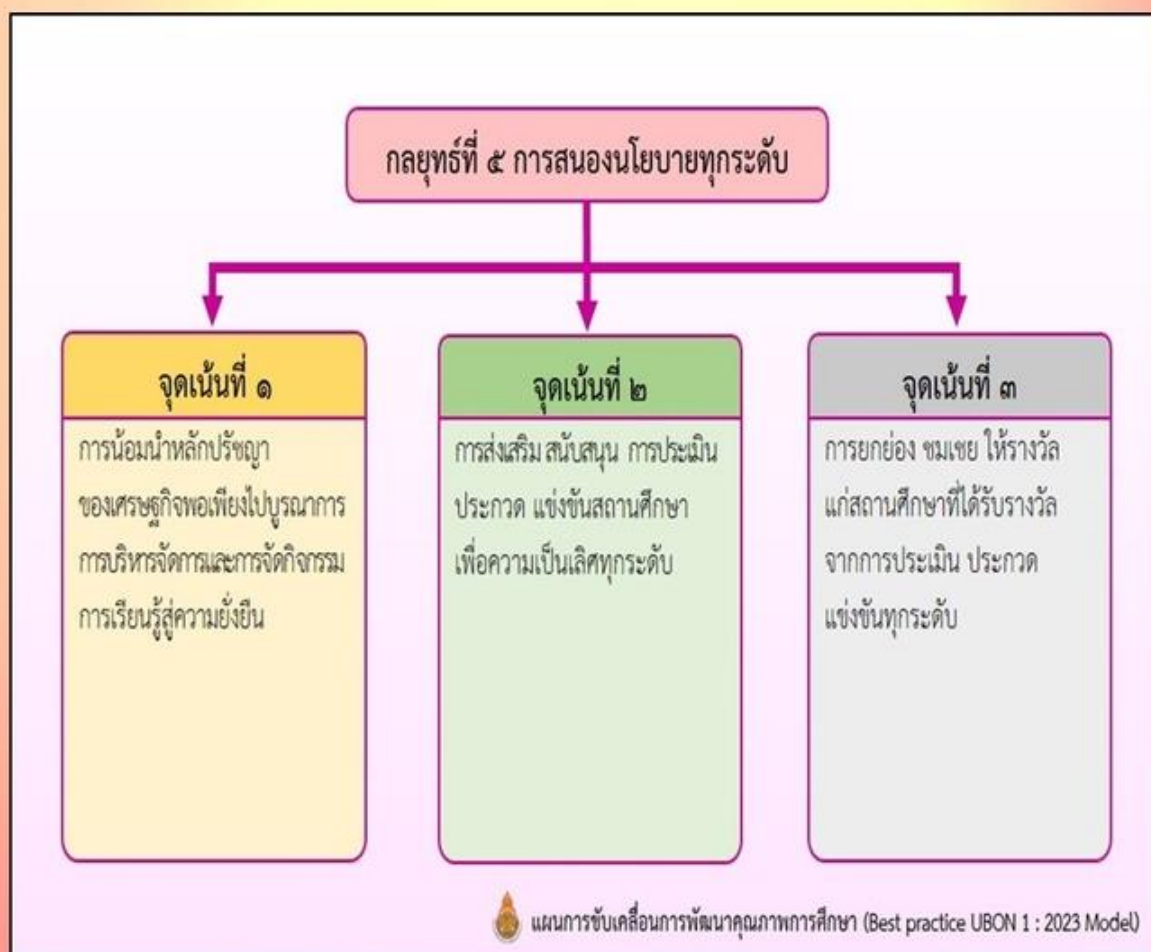 กลยุทธ์ที่ ๕ การสนองนโยบายทุกระดับ
จุดเน้นที่ ๑
การน้อมนำหลักปรัชญา
ของเศรษฐกิจพอเพียงไปบูรณาการ
การบริหารจัดการและการจัดกิจกรรม
การเรียนรู้สู่ความยั่งยืน
จุดเน้นที่ ๒
การส่งเสริม สนับสนุน การประเมิน
ประกวด แข่งขันสถานศึกษา
เพื่อความเป็นเลิศทุกระดับ
จุดเน้นที่ ๓
การยกย่อง ชมเชย ให้รางวัล
แก่สถานศึกษาที่ได้รับรางวัล
จากการประเมิน ประกวด
แข่งขันทุกระดับ
แผนการขับเคลื่อนการพัฒนาคุณภาพการศึกษา (Best practice UBON 1 : 2023 Model)